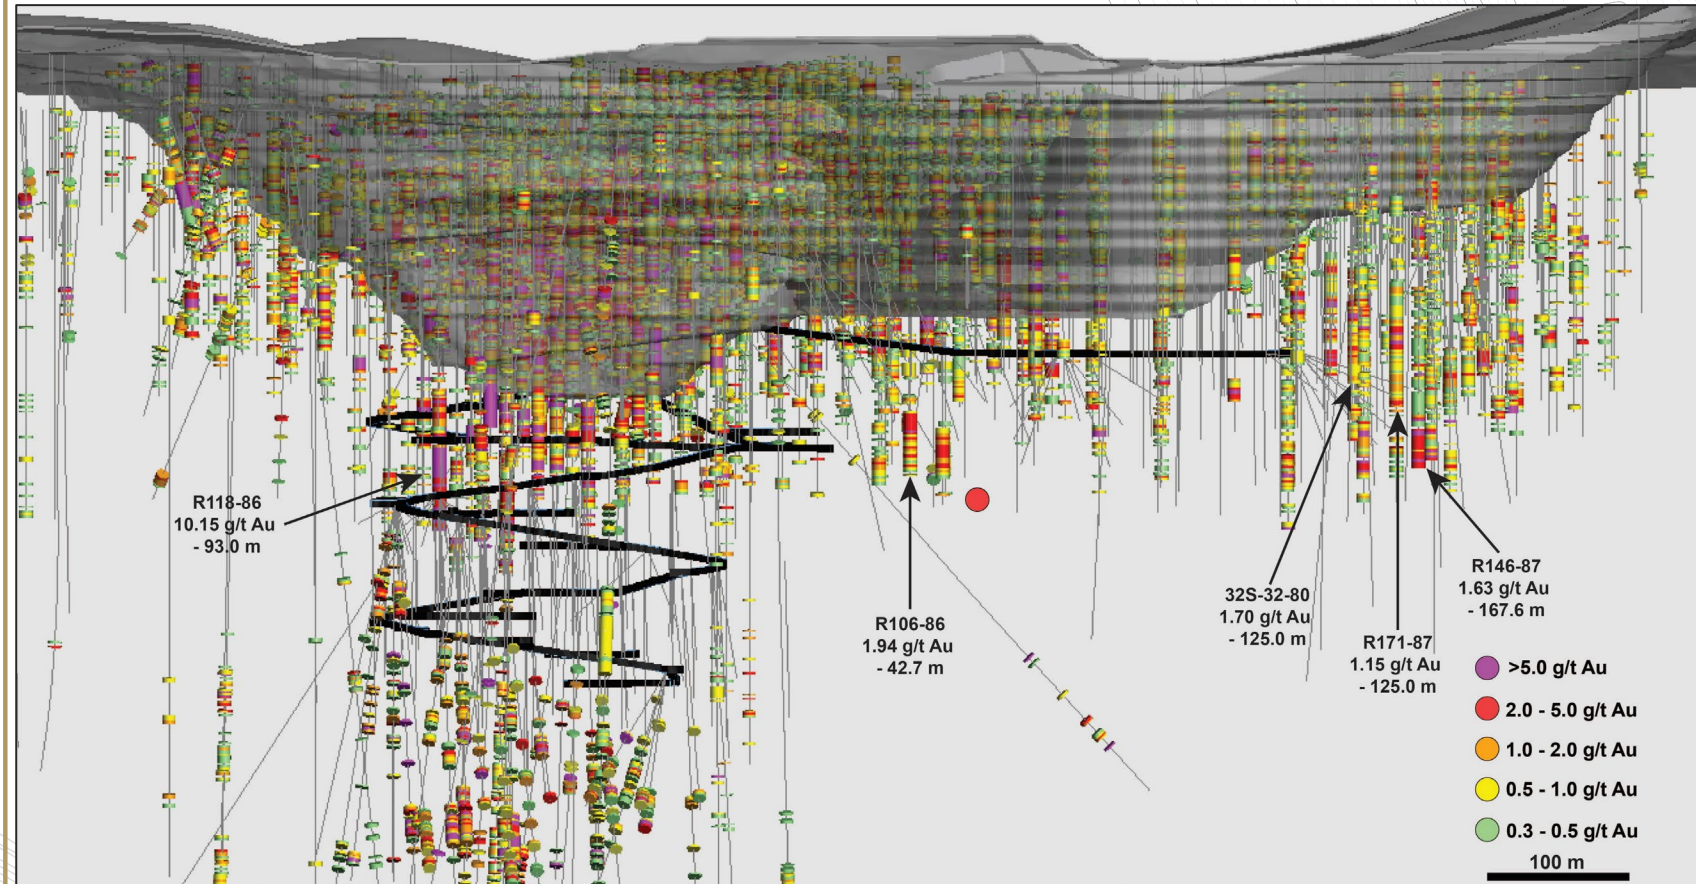 R118-86
10.15 g/t Au
- 93.0 m
R106-86
1.94 g/t Au
- 42.7 m
32S-32-80
1.70 g/t Au
- 125.0 m
R171-87
1.15 g/t Au
- 125.0 m
R146-87
1.63 g/t Au
- 167.6 m
>5.0 g/t Au
2.0 - 5.0 g/t Au
1.0 - 2.0 g/t Au
0.5 - 1.0 g/t Au
0.3 - 0.5 g/t Au
100 m